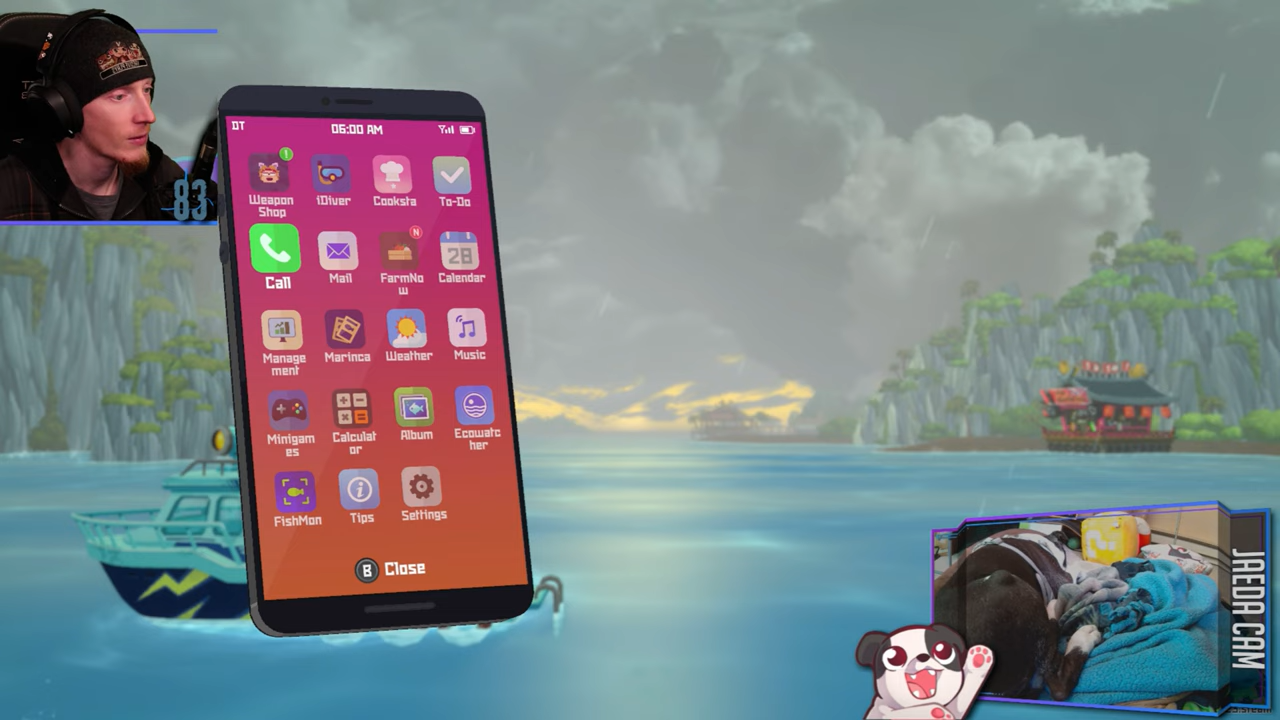 83
DT
06:00 AM
1
Weapon
Shop
iDiver
Cooksta
To-Do
Call
Mail
N
FarmNo
w
28
Calendar
Manage
ment
Marinca
Weather
Music
Minigam
es
Calculat
or
Album
Ecowatc
her
FishMon
Tips
Settings
B Close
JAEDA CAM